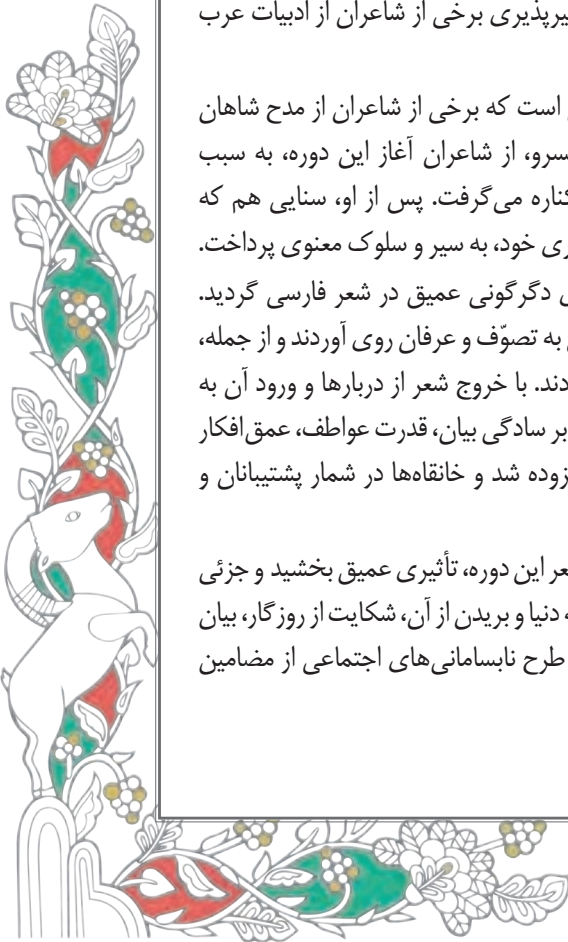 یرپذیری برخی از شاعران از ادبیات عرب
است که برخی از شاعران از مدح شاهان
سرو، از شاعران آغاز این دوره، به سبب
کناره می‌گرفت. پس از او، سنایی هم که
ری خود، به سیر و سلوک معنوی پرداخت.
ی دگرگونی عمیق در شعر فارسی گردید.
به تصوّف و عرفان روی آوردند و از جمله،
دند. با خروج شعر از دربارها و ورود آن به
بر سادگی بیان، قدرت عواطف، عمق افکار
زوده شد و خانقاه‌ها در شمار پشتیبانان و
عر این دوره، تأثیری عمیق بخشید و جزئی
ه دنیا و بریدن از آن، شکایت از روزگار، بیان
طرح نابسامانی‌های اجتماعی از مضامین